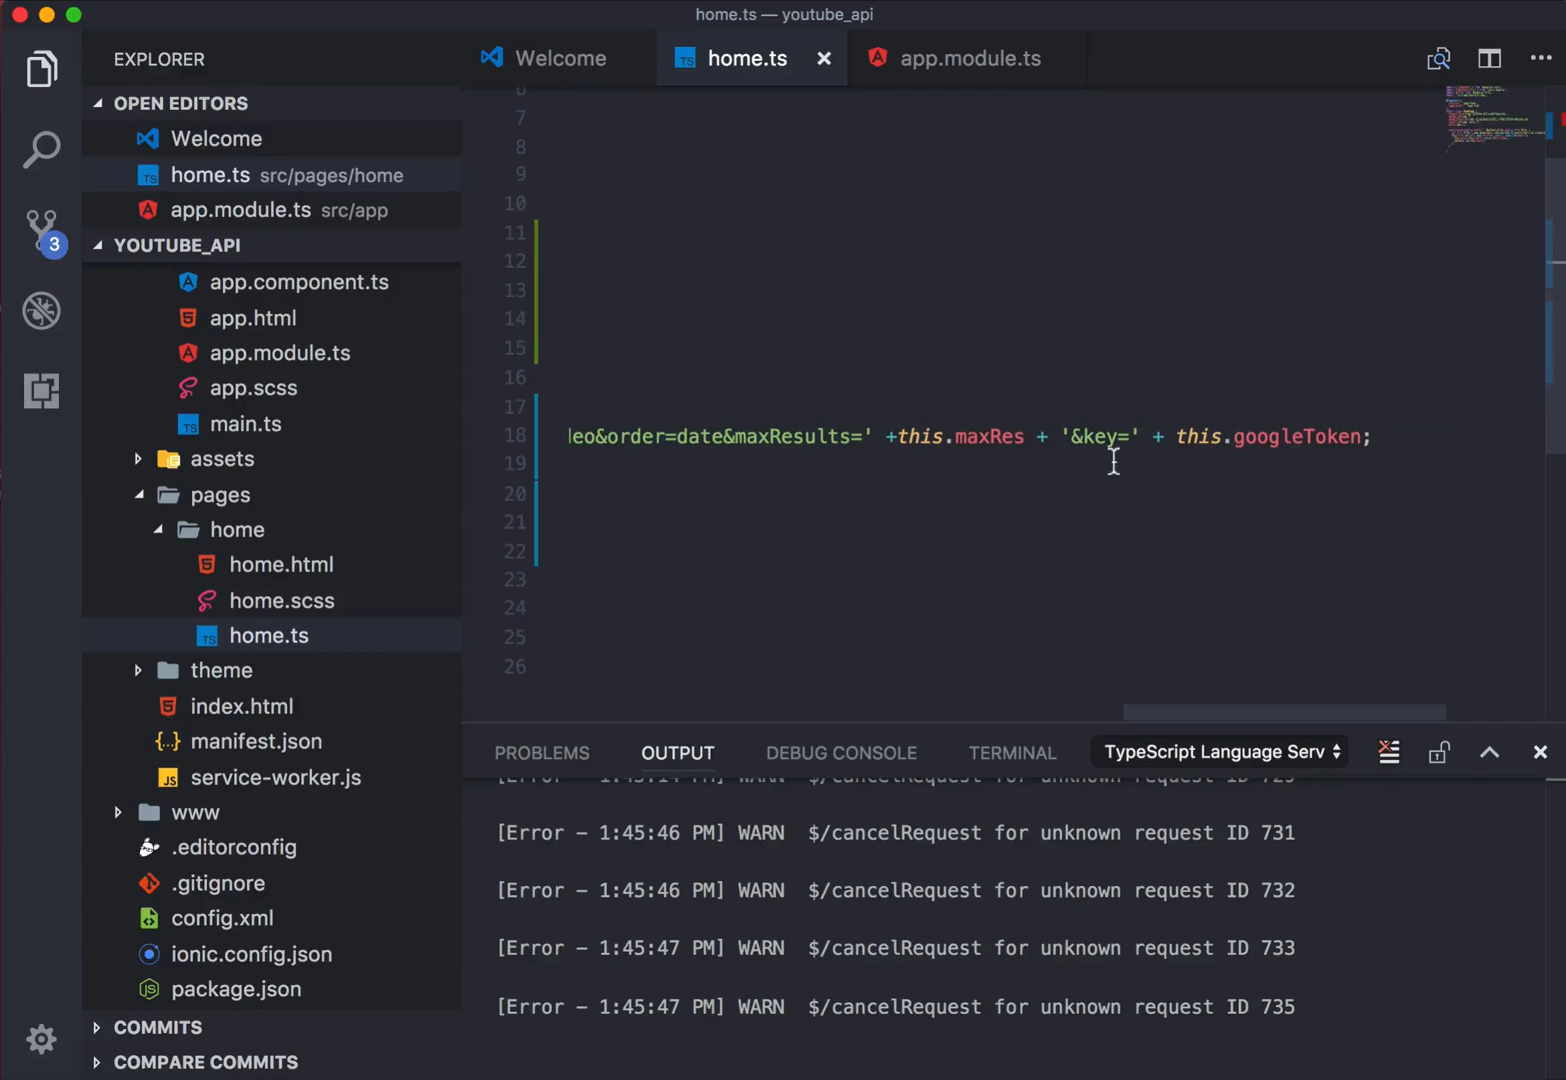 home.ts — youtube_api
EXPLORER
OPEN EDITORS
Welcome
home.ts src/pages/home
app.module.ts src/app
3
YOUTUBE_API
app.component.ts
app.html
app.module.ts
app.scss
main.ts
assets
pages
home
home.html
home.scss
home.ts
theme
index.html
manifest.json
service-worker.js
www
.editorconfig
.gitignore
config.xml
ionic.config.json
package.json
COMMITS
COMPARE COMMITS
Welcome
home.ts
app.module.ts
6
7
8
9
10
11
12
13
14
15
16
17
18 leo&order=date&maxResults=' +this.maxRes + '&key=' + this.googleToken;
19
20
21
22
23
24
25
26
PROBLEMS OUTPUT DEBUG CONSOLE TERMINAL TypeScript Language Serv
[Error - 1:45:46 PM] WARN $/cancelRequest for unknown request ID 731
[Error - 1:45:46 PM] WARN $/cancelRequest for unknown request ID 732
[Error - 1:45:47 PM] WARN $/cancelRequest for unknown request ID 733
[Error - 1:45:47 PM] WARN $/cancelRequest for unknown request ID 735